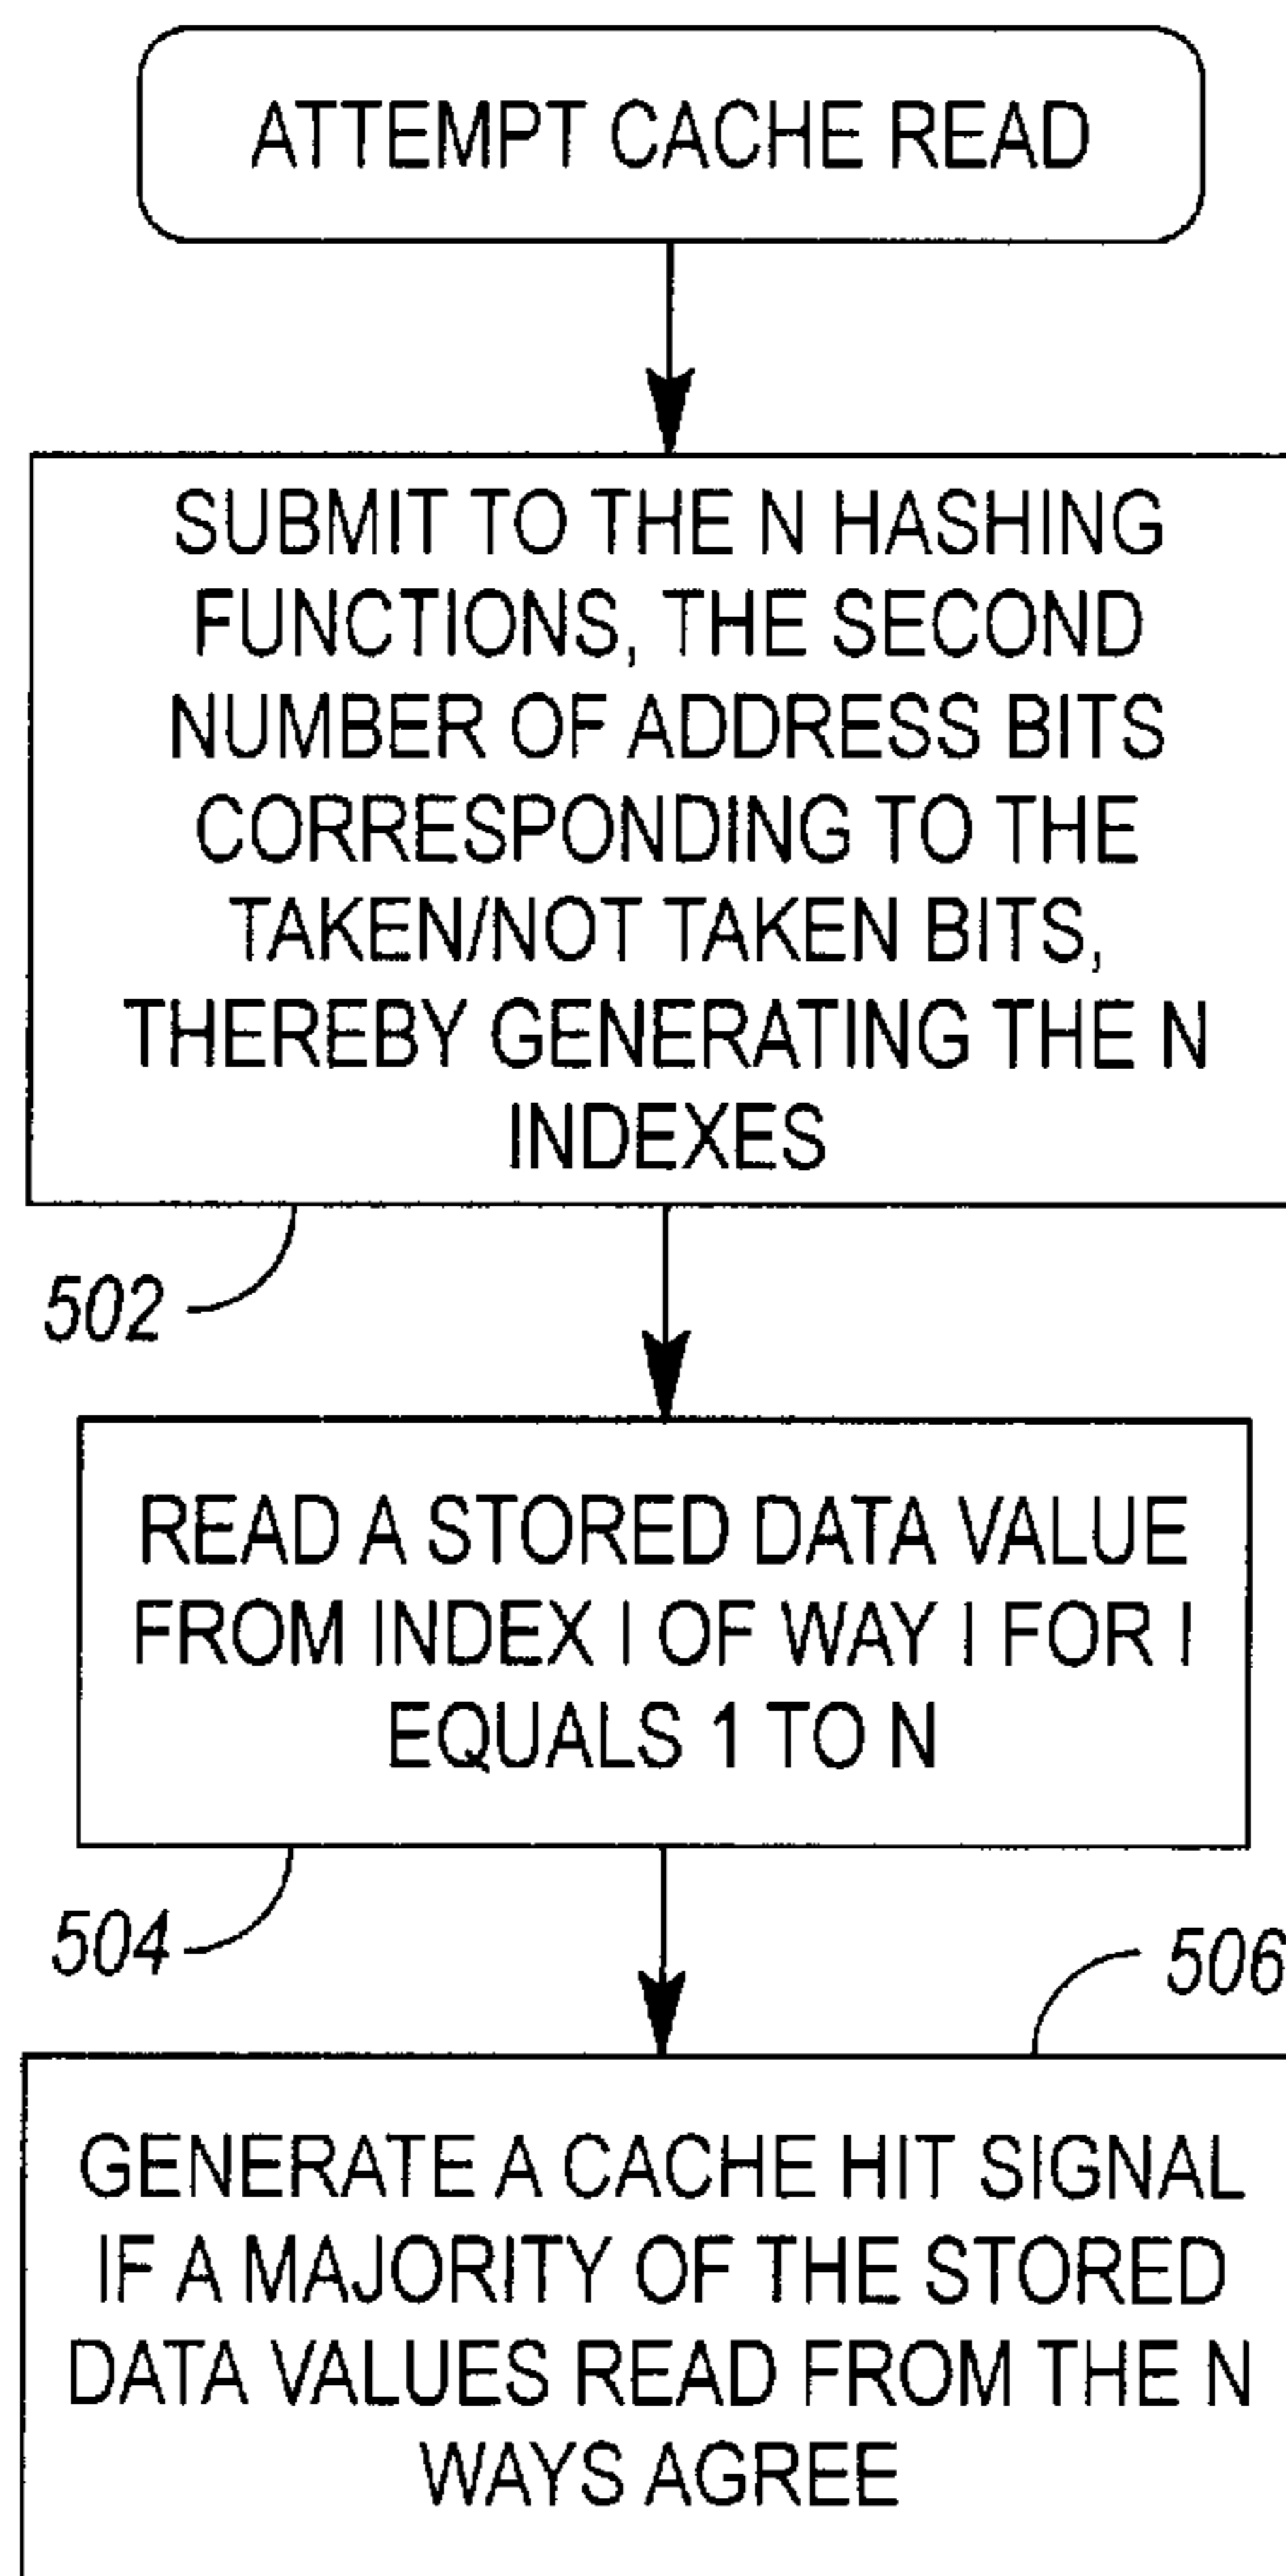 ATTEMPT CACHE READ
SUBMIT TO THE N HASHING
FUNCTIONS, THE SECOND
NUMBER OF ADDRESS BITS
CORRESPONDING TO THE
TAKEN/NOT TAKEN BITS,
THEREBY GENERATING THE N
INDEXES
502
READ A STORED DATA VALUE
FROM INDEX I OF WAY I FOR I
EQUALS 1 TO N
504
506
GENERATE A CACHE HIT SIGNAL
IF A MAJORITY OF THE STORED
DATA VALUES READ FROM THE N
WAYS AGREE